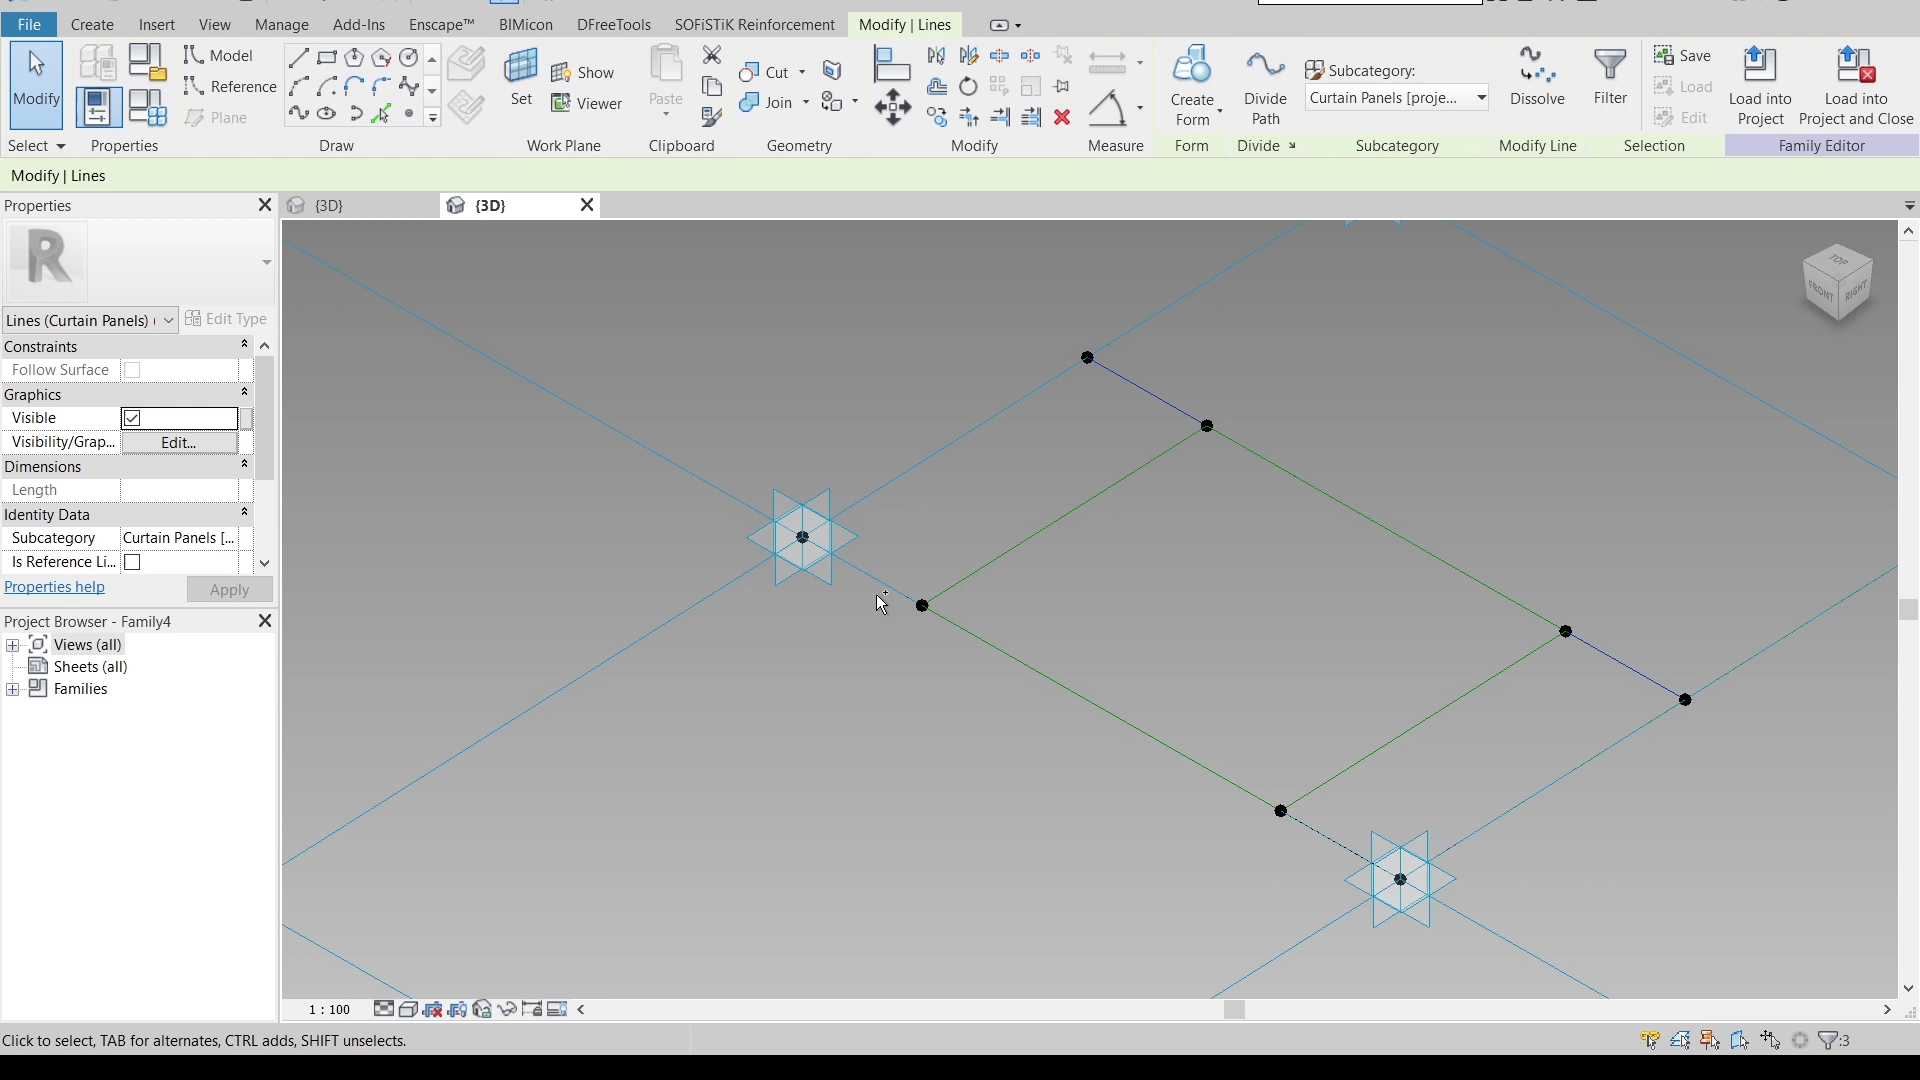 File Create Insert View Manage Add-Ins Enscape™ BIMicon DFreeTools SOFiSTiK Reinforcement Modify | Lines
Modify
Model
Reference
Plane
Set
Show
Viewer
Paste
Cut
Join
Create
Form
Divide
Path
Subcategory:
Curtain Panels [proje...
Dissolve
Filter
Save
Load
Edit
Load into
Project
Load into
Project and Close
Select Properties Draw Work Plane Clipboard Geometry Modify Measure Form Divide Subcategory Modify Line Selection Family Editor
Modify | Lines
Properties
{3D}
{3D}
R
Lines (Curtain Panels) Edit Type
Constraints
Follow Surface
Graphics
Visible
Visibility/Grap... Edit...
Dimensions
Length
Identity Data
Subcategory Curtain Panels [...
Is Reference Li...
Properties help Apply
Project Browser - Family4
Views (all)
Sheets (all)
Families
TOP
FRONT
RIGHT
1 : 100
Click to select, TAB for alternates, CTRL adds, SHIFT unselects.
:3